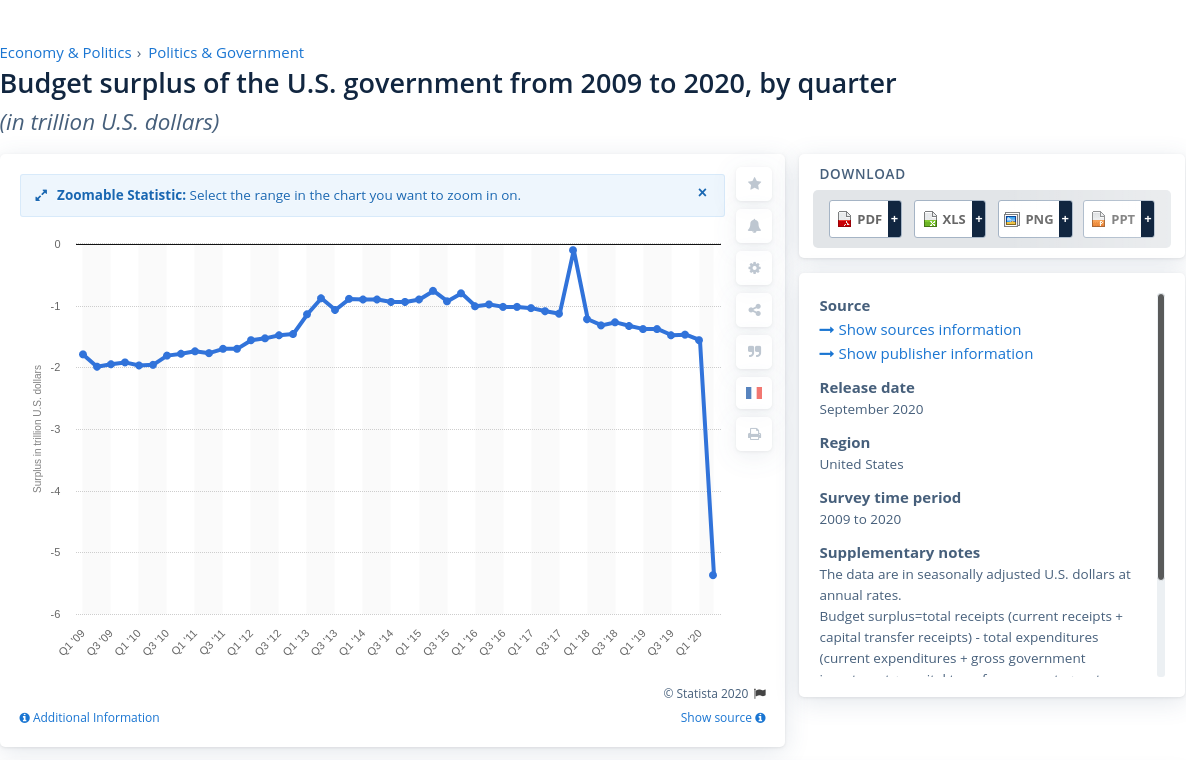 Economy & Politics › Politics & Government
Budget surplus of the U.S. government from 2009 to 2020, by quarter
(in trillion U.S. dollars)
Zoomable Statistic: Select the range in the chart you want to zoom in on. ×
0
-1
-2
-3
-4
-5
-6
Surplus in trillion U.S. dollars
Q1 '09
Q3 '09
Q1 '10
Q3 '10
Q1 '11
Q3 '11
Q1 '12
Q3 '12
Q1 '13
Q3 '13
Q1 '14
Q3 '14
Q1 '15
Q3 '15
Q1 '16
Q3 '16
Q1 '17
Q3 '17
Q1 '18
Q3 '18
Q1 '19
Q3 '19
Q1 '20
© Statista 2020
Additional Information
Show source
DOWNLOAD
PDF + XLS + PNG + PPT +
Source
Show sources information
Show publisher information
Release date
September 2020
Region
United States
Survey time period
2009 to 2020
Supplementary notes
The data are in seasonally adjusted U.S. dollars at
annual rates.
Budget surplus=total receipts (current receipts +
capital transfer receipts) - total expenditures
(current expenditures + gross government